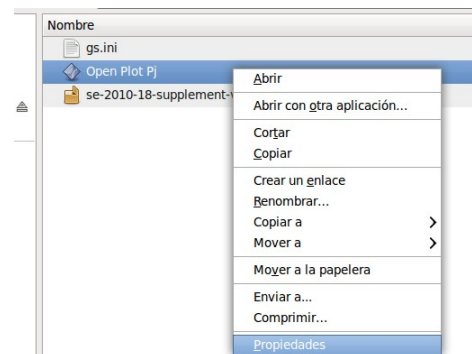 Nombre
gs.ini
Open Plot Pj
se-2010-18-supplement-
Abrir
Abrir con otra aplicación...
Cortar
Copiar
Crear un enlace
Renombrar...
Copiar a
Mover a
Mover a la papelera
Enviar a...
Comprimir...
Propiedades